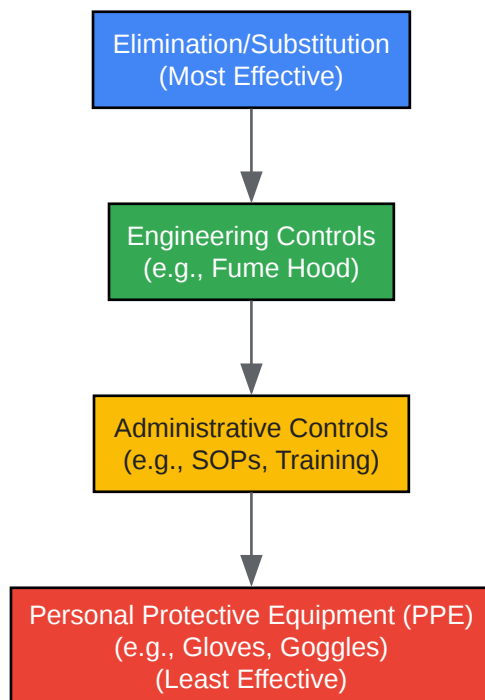 Elimination/Substitution
(Most Effective)
Engineering Controls
(e.g., Fume Hood)
Administrative Controls
(e.g., SOPs, Training)
Personal Protective Equipment (PPE)
(e.g., Gloves, Goggles)
(Least Effective)